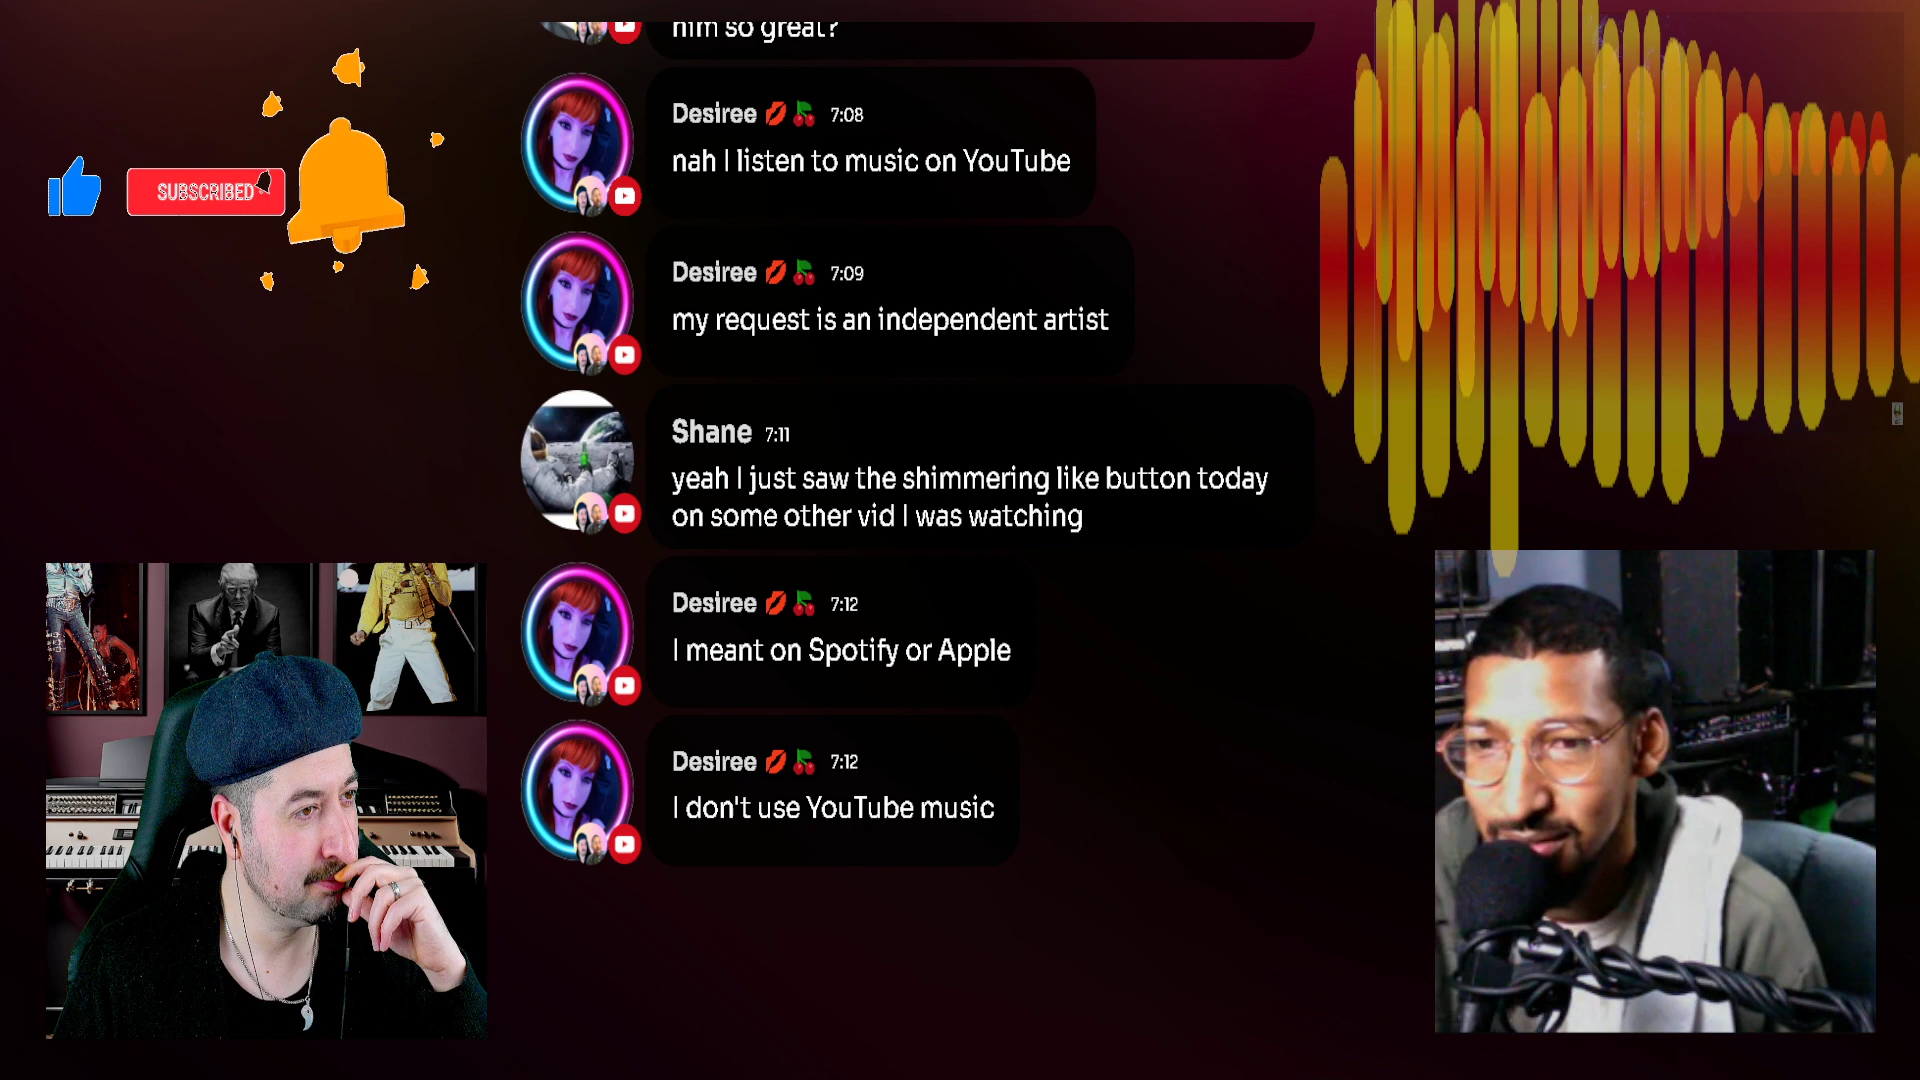 him so great?
SUBSCRIBED
Desiree 💋🍒 7:08
nah I listen to music on YouTube
Desiree 💋🍒 7:09
my request is an independent artist
Shane 7:11
yeah I just saw the shimmering like button today
on some other vid I was watching
Desiree 💋🍒 7:12
I meant on Spotify or Apple
Desiree 💋🍒 7:12
I don't use YouTube music